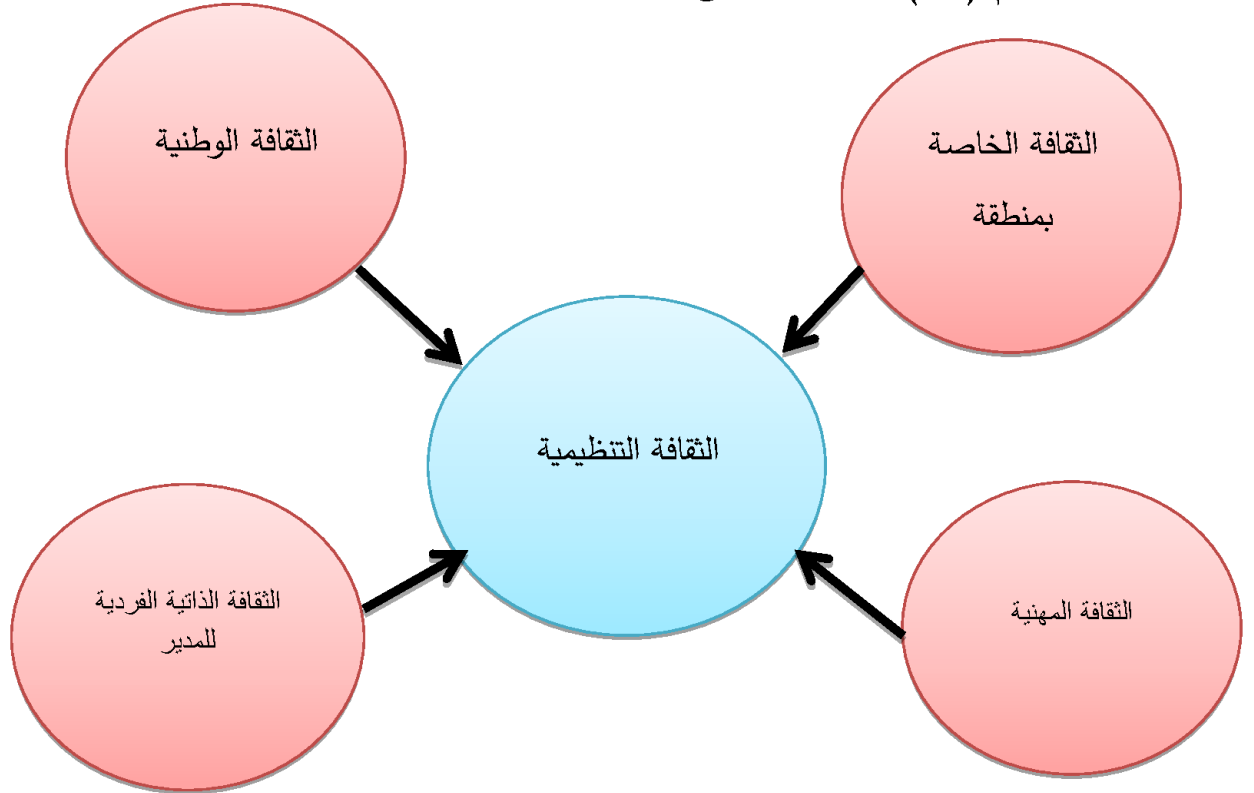 الثقافة الخاصة
بمنطقة
الثقافة الوطنية
الثقافة التنظيمية
الثقافة المهنية
الثقافة الذاتية الفردية
للمدير